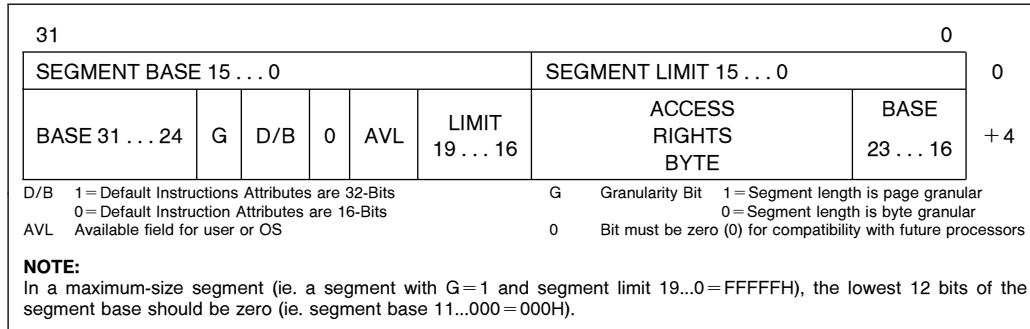 31 0
SEGMENT BASE 15 . . . 0 SEGMENT LIMIT 15 . . . 0 0
BASE 31 . . . 24 G D/B 0 AVL LIMIT 19 . . . 16 ACCESS RIGHTS BYTE BASE 23 . . . 16 +4
D/B 1=Default Instructions Attributes are 32-Bits
0=Default Instruction Attributes are 16-Bits
AVL Available field for user or OS
G Granularity Bit 1=Segment length is page granular
0=Segment length is byte granular
0 Bit must be zero (0) for compatibility with future processors
NOTE:
In a maximum-size segment (ie. a segment with G=1 and segment limit 19...0=FFFFFH), the lowest 12 bits of the
segment base should be zero (ie. segment base 11...000=000H).